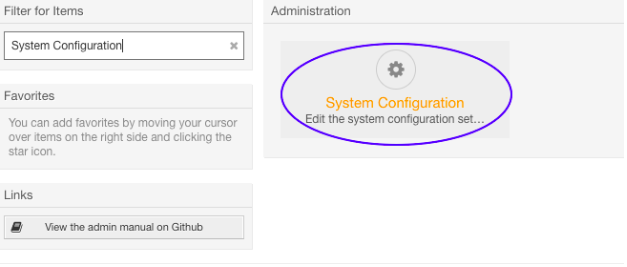 Filter for Items
System Configuration
Favorites
You can add favorites by moving your cursor
over items on the right side and clicking the
star icon.
Links
View the admin manual on Github
Administration
System Configuration
Edit the system configuration set...